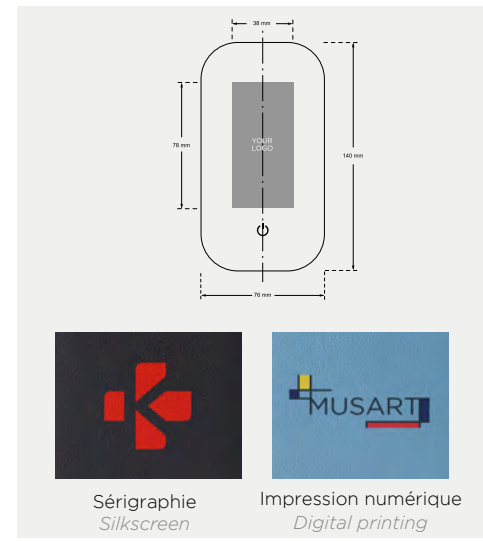 38 mm
78 mm
YOUR
LOGO
140 mm
76 mm
MUSART
Sérigraphie
Silkscreen
Impression numérique
Digital printing